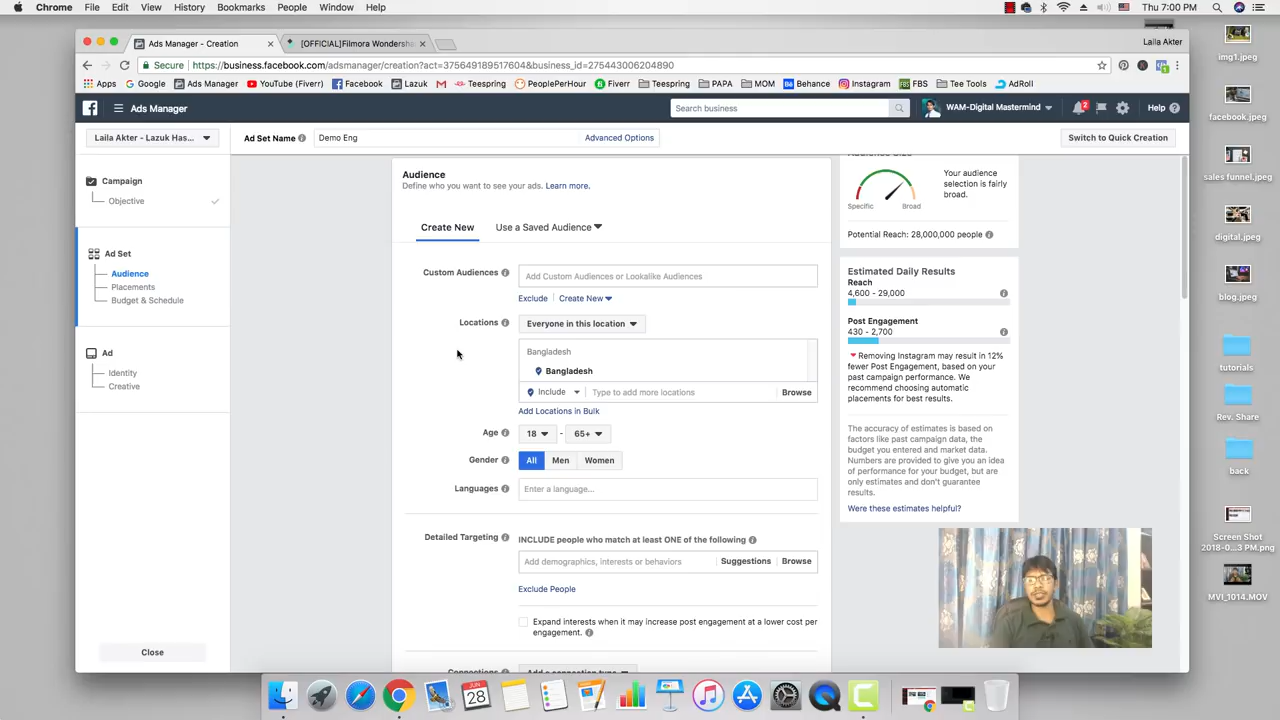 Chrome File Edit View History Bookmarks People Window Help
Thu 7:00 PM
Ads Manager - Creation
[OFFICIAL]Filmora Wondersha
Laila Akter
Secure https://business.facebook.com/adsmanager/creation?act=375649189517604&business_id=275443006204890
Apps Google Ads Manager YouTube (Fiverr) Facebook Lazuk Teespring PeoplePerHour Fiverr Teespring PAPA MOM Behance Instagram FBS Tee Tools AdRoll
Ads Manager
Search business
WAM-Digital Mastermind
2
Help
Laila Akter - Lazuk Has...
Ad Set Name
Demo Eng
Advanced Options
Switch to Quick Creation
Campaign
Objective
Ad Set
Audience
Placements
Budget & Schedule
Ad
Identity
Creative
Close
Audience
Define who you want to see your ads. Learn more.
Create New
Use a Saved Audience
Custom Audiences
Add Custom Audiences or Lookalike Audiences
Exclude | Create New
Locations
Everyone in this location
Bangladesh
Bangladesh
Include
Type to add more locations
Browse
Add Locations in Bulk
Age
18 - 65+
Gender
All Men Women
Languages
Enter a language...
Detailed Targeting
INCLUDE people who match at least ONE of the following
Add demographics, interests or behaviors
Suggestions
Browse
Exclude People
Expand interests when it may increase post engagement at a lower cost per
engagement.
Specific
Broad
Your audience
selection is fairly
broad.
Potential Reach: 28,000,000 people
Estimated Daily Results
Reach
4,600 - 29,000
Post Engagement
430 - 2,700
Removing Instagram may result in 12%
fewer Post Engagement, based on your
past campaign performance. We
recommend choosing automatic
placements for best results.
The accuracy of estimates is based on
factors like past campaign data, the
budget you entered and market data.
Numbers are provided to give you an idea
of performance for your budget, but are
only estimates and don't guarantee
results.
Were these estimates helpful?
img1.jpeg
facebook.jpeg
sales funnel.jpeg
digital.jpeg
blog.jpeg
tutorials
Rev. Share
back
Screen Shot
2018-0...3 PM.png
MVI_1014.MOV
JUN
28